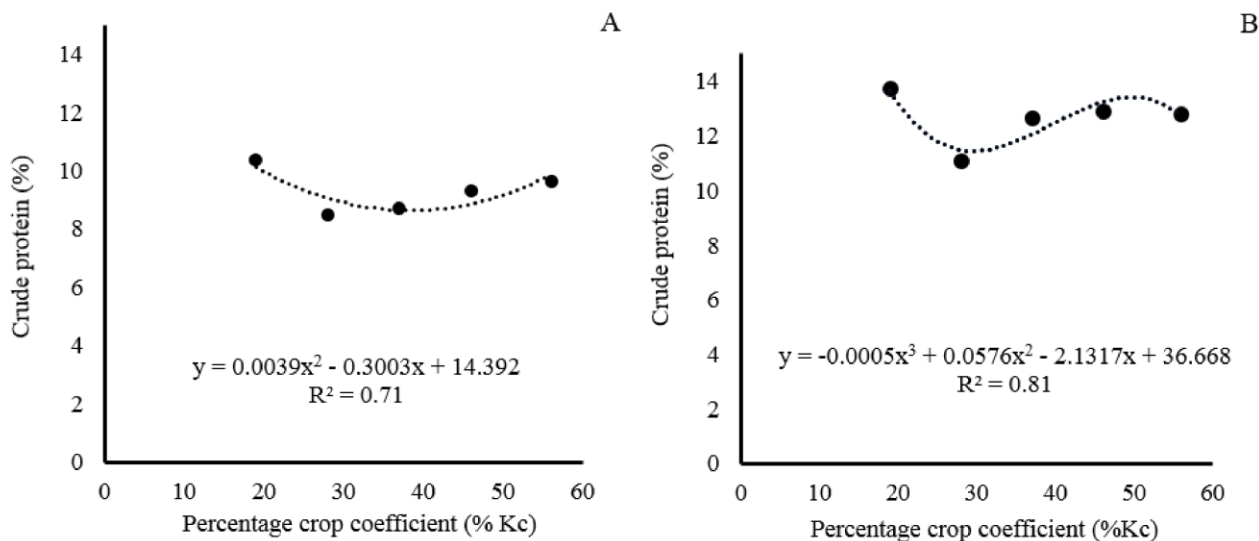 A
Crude protein (%)
14
12
10
8
6
4
2
0
y = 0.0039x² - 0.3003x + 14.392
R² = 0.71
0 10 20 30 40 50 60
Percentage crop coefficient (% Kc)
B
Crude protein (%)
14
12
10
8
6
4
2
0
y = -0.0005x³ + 0.0576x² - 2.1317x + 36.668
R² = 0.81
0 10 20 30 40 50 60
Percentage crop coefficient (%Kc)